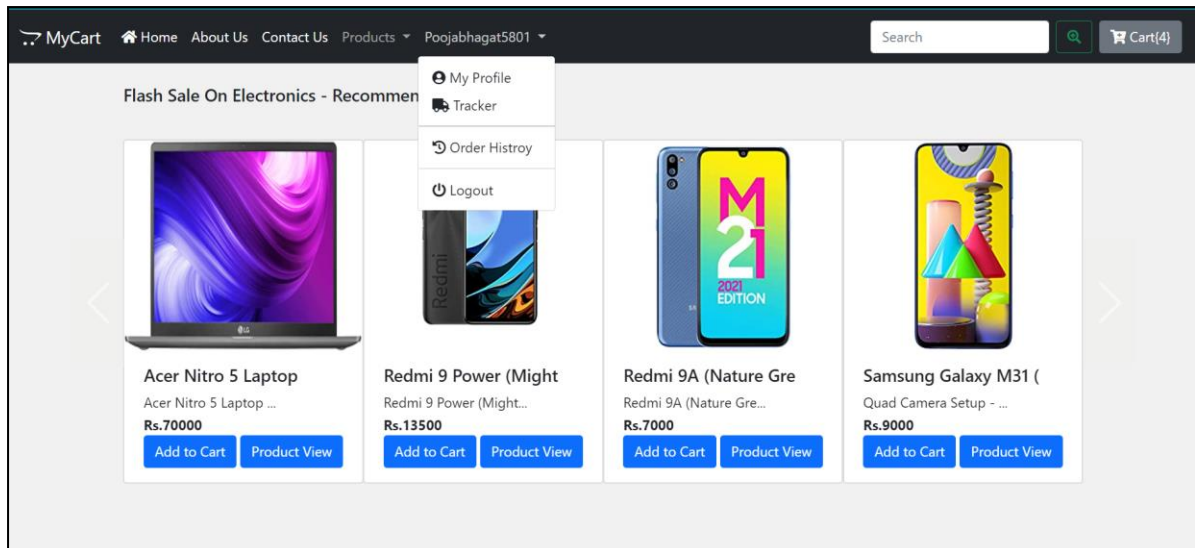 MyCart Home About Us Contact Us Products Poojabhagat5801 Search Cart{4}
My Profile
Tracker
Order Histroy
Logout
Flash Sale On Electronics - Recommen
LG
Redmi
M
21
2021
EDITION
Acer Nitro 5 Laptop
Acer Nitro 5 Laptop ...
Rs.70000
Add to Cart Product View
Redmi 9 Power (Might
Redmi 9 Power (Might...
Rs.13500
Add to Cart Product View
Redmi 9A (Nature Gre
Redmi 9A (Nature Gre...
Rs.7000
Add to Cart Product View
Samsung Galaxy M31 (
Quad Camera Setup - ...
Rs.9000
Add to Cart Product View